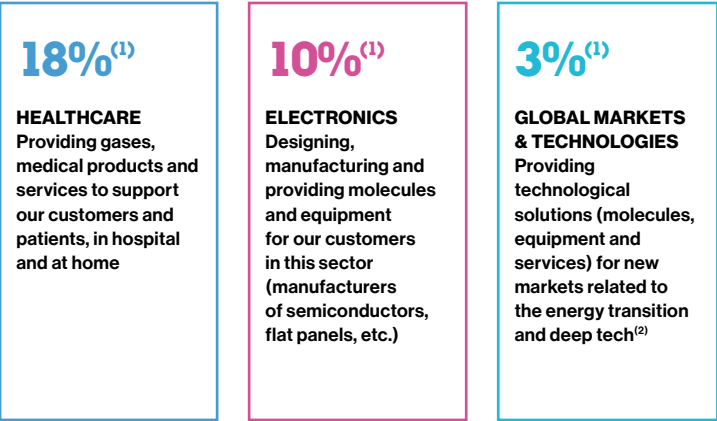 18%(1)
HEALTHCARE
Providing gases,
medical products and
services to support
our customers and
patients, in hospital
and at home
10%(1)
ELECTRONICS
Designing,
manufacturing and
providing molecules
and equipment
for our customers
in this sector
(manufacturers
of semiconductors,
flat panels, etc.)
3%(1)
GLOBAL MARKETS
& TECHNOLOGIES
Providing
technological
solutions (molecules,
equipment and
services) for new
markets related to
the energy transition
and deep tech(2)